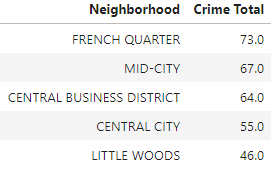 Neighborhood Crime Total
FRENCH QUARTER 73.0
MID-CITY 67.0
CENTRAL BUSINESS DISTRICT 64.0
CENTRAL CITY 55.0
LITTLE WOODS 46.0